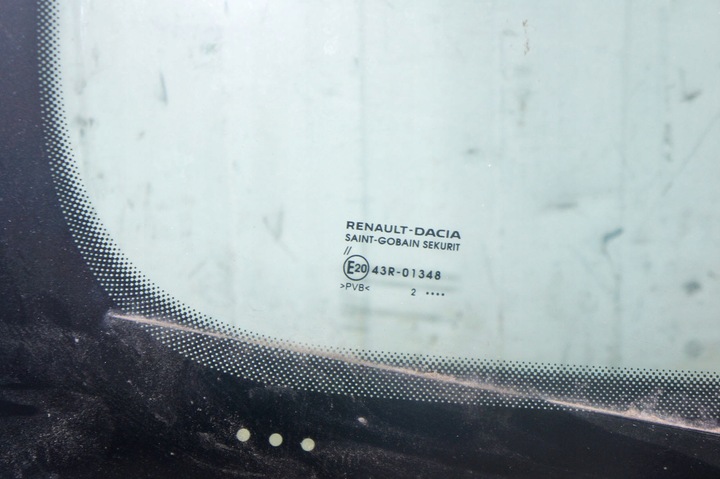 RENAULT-DACIA
SAINT-GOBAIN SEKURIT
//
E20 43R-01348
>PVB< 2 ••••